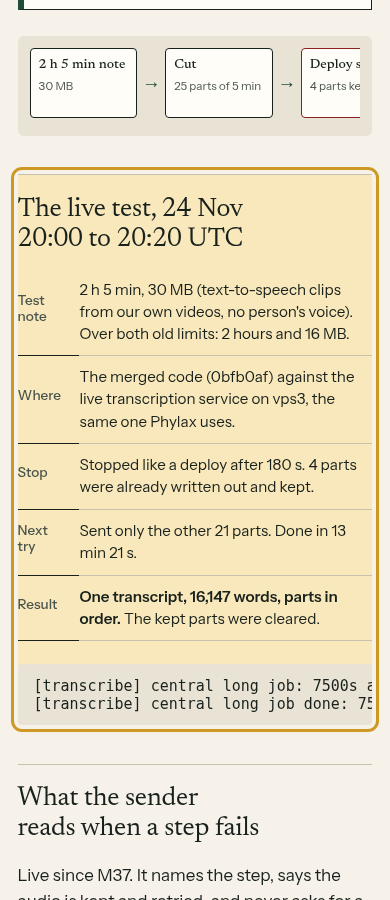 2 h 5 min note
30 MB
→
Cut
25 parts of 5 min
→
Deploy s
4 parts ke
The live test, 24 Nov
20:00 to 20:20 UTC
Test
note
2 h 5 min, 30 MB (text-to-speech clips
from our own videos, no person's voice).
Over both old limits: 2 hours and 16 MB.
Where
The merged code (0bfb0af) against the
live transcription service on vps3, the
same one Phylax uses.
Stop
Stopped like a deploy after 180 s. 4 parts
were already written out and kept.
Next
try
Sent only the other 21 parts. Done in 13
min 21 s.
Result
One transcript, 16,147 words, parts in
order. The kept parts were cleared.
[transcribe] central long job: 7500s a
[transcribe] central long job done: 75
What the sender
reads when a step fails
Live since M37. It names the step, says the
audio is kept and retried, and never asks for a